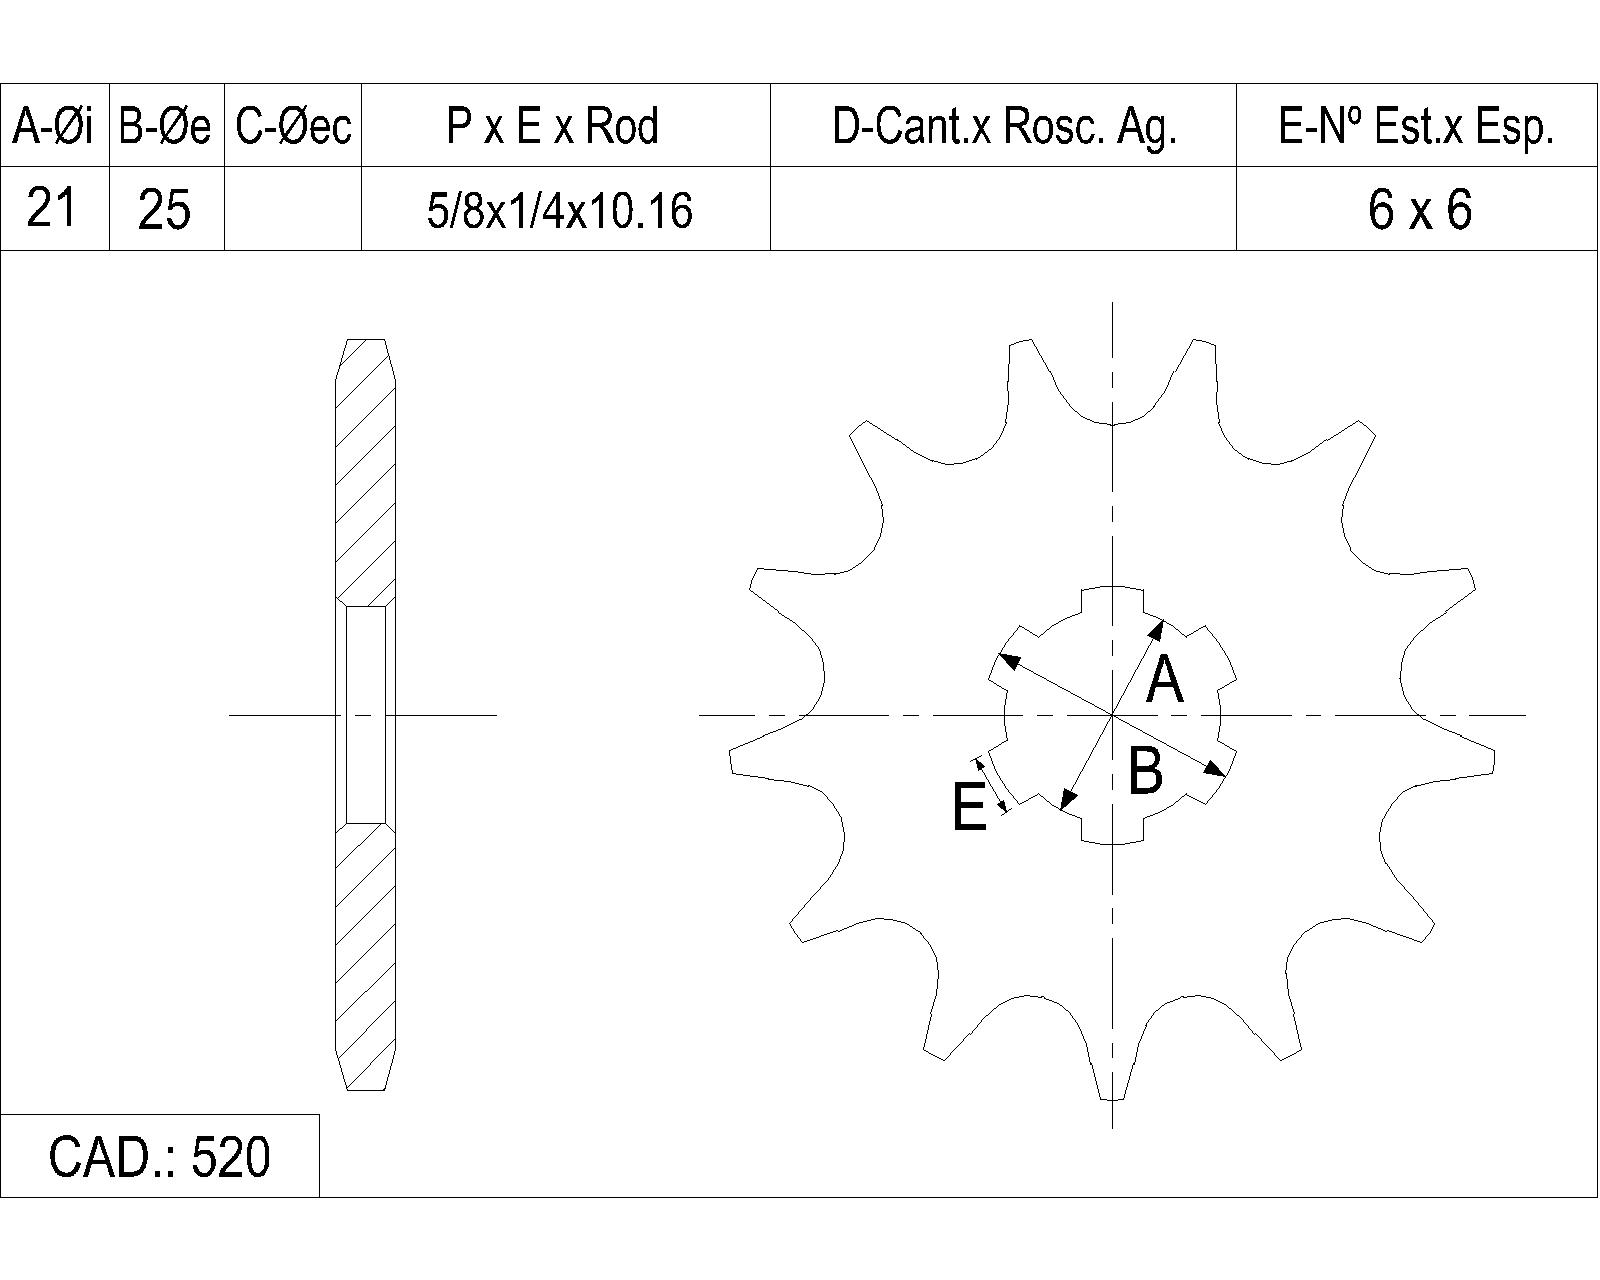 A-Øi B-Øe C-Øec P x E x Rod D-Cant.x Rosc. Ag. E-Nº Est.x Esp.
21 25 5/8x1/4x10.16 6 x 6
A
B
E
CAD.: 520